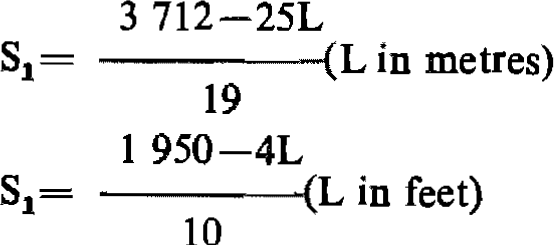 S₁= 3 712−25L / 19 (L in metres)
S₁= 1 950−4L / 10 (L in feet)